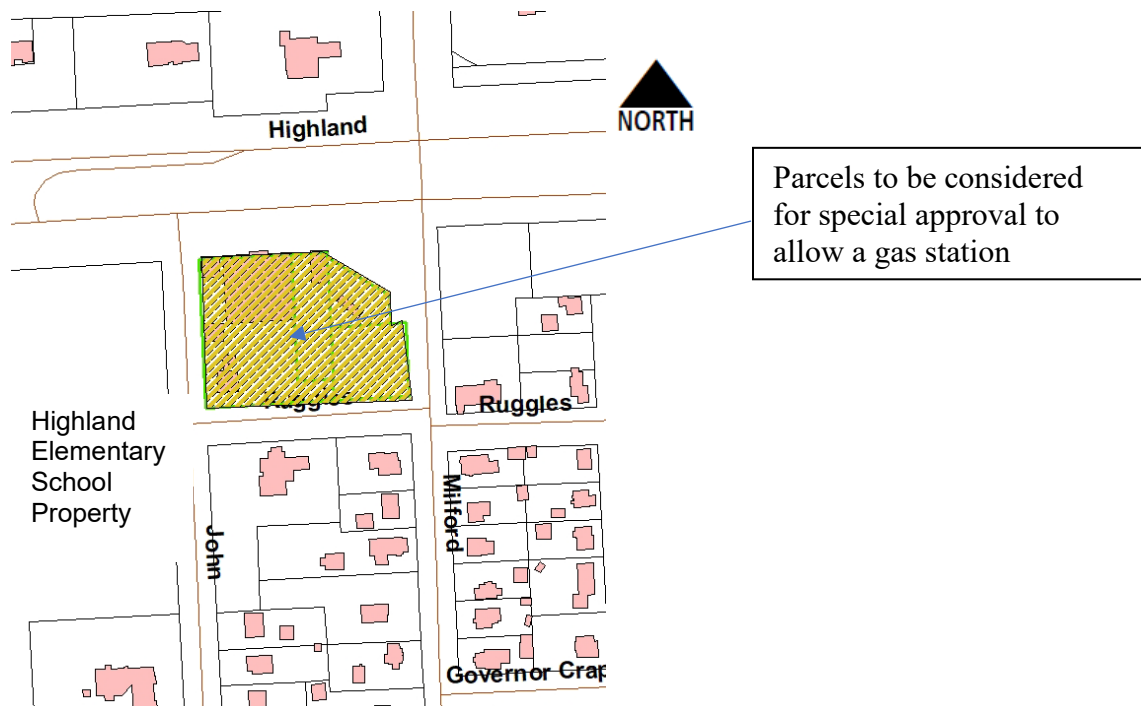 Highland
NORTH
Parcels to be considered
for special approval to
allow a gas station
Ruggles
Highland
Elementary
School
Property
John
Milford
Governor Crap